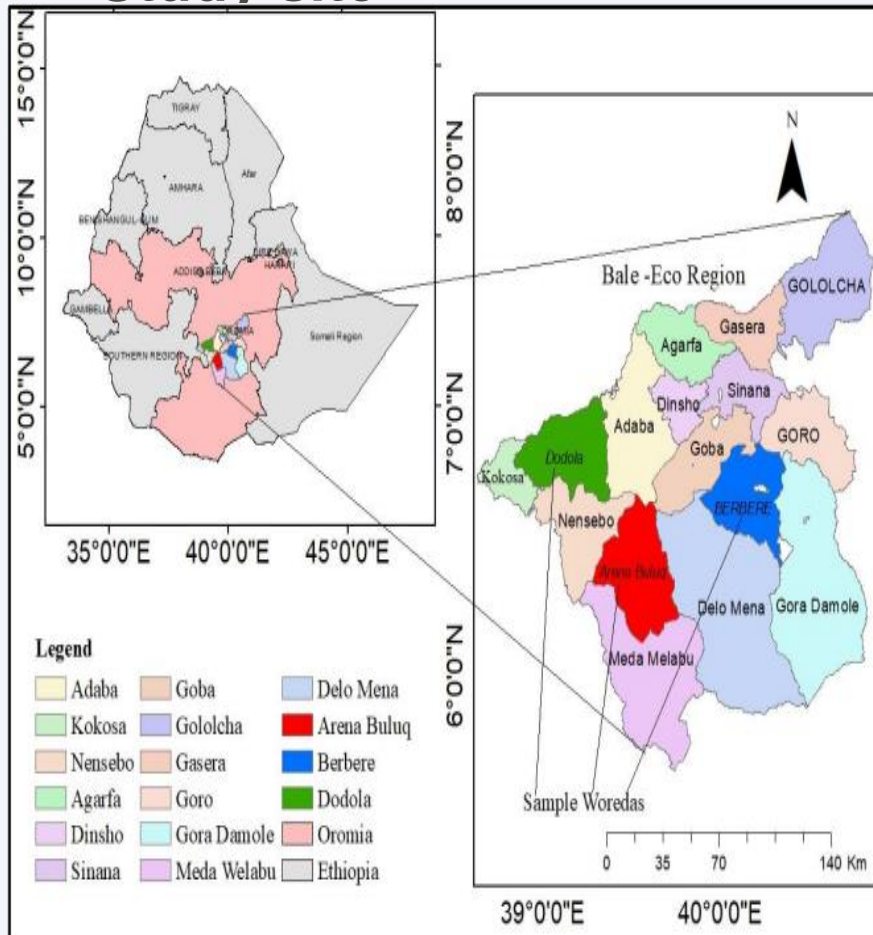 15°0'0"N
10°0'0"N
5°0'0"N
TIGRAY
Afar
AMHARA
GAMBELLA
SOUTHERN REGION
Somali Region
35°0'0"E 40°0'0"E 45°0'0"E
N
8°0'0"N
7°0'0"N
6°0'0"N
Bale -Eco Region
GOLOLCHA
Gasera
Agarfa
Sinana
Dinsho
Adaba
Goba
GORO
Dodola
Kokosa
BERBERE
Nensebo
Arena Buluq
Delo Mena
Gora Damole
Meda Melabu
Sample Woredas
0 35 70 140 Km
39°0'0"E 40°0'0"E
Legend
Adaba Goba Delo Mena
Kokosa Gololcha Arena Buluq
Nensebo Gasera Berbere
Agarfa Goro Dodola
Dinsho Gora Damole Oromia
Sinana Meda Welabu Ethiopia